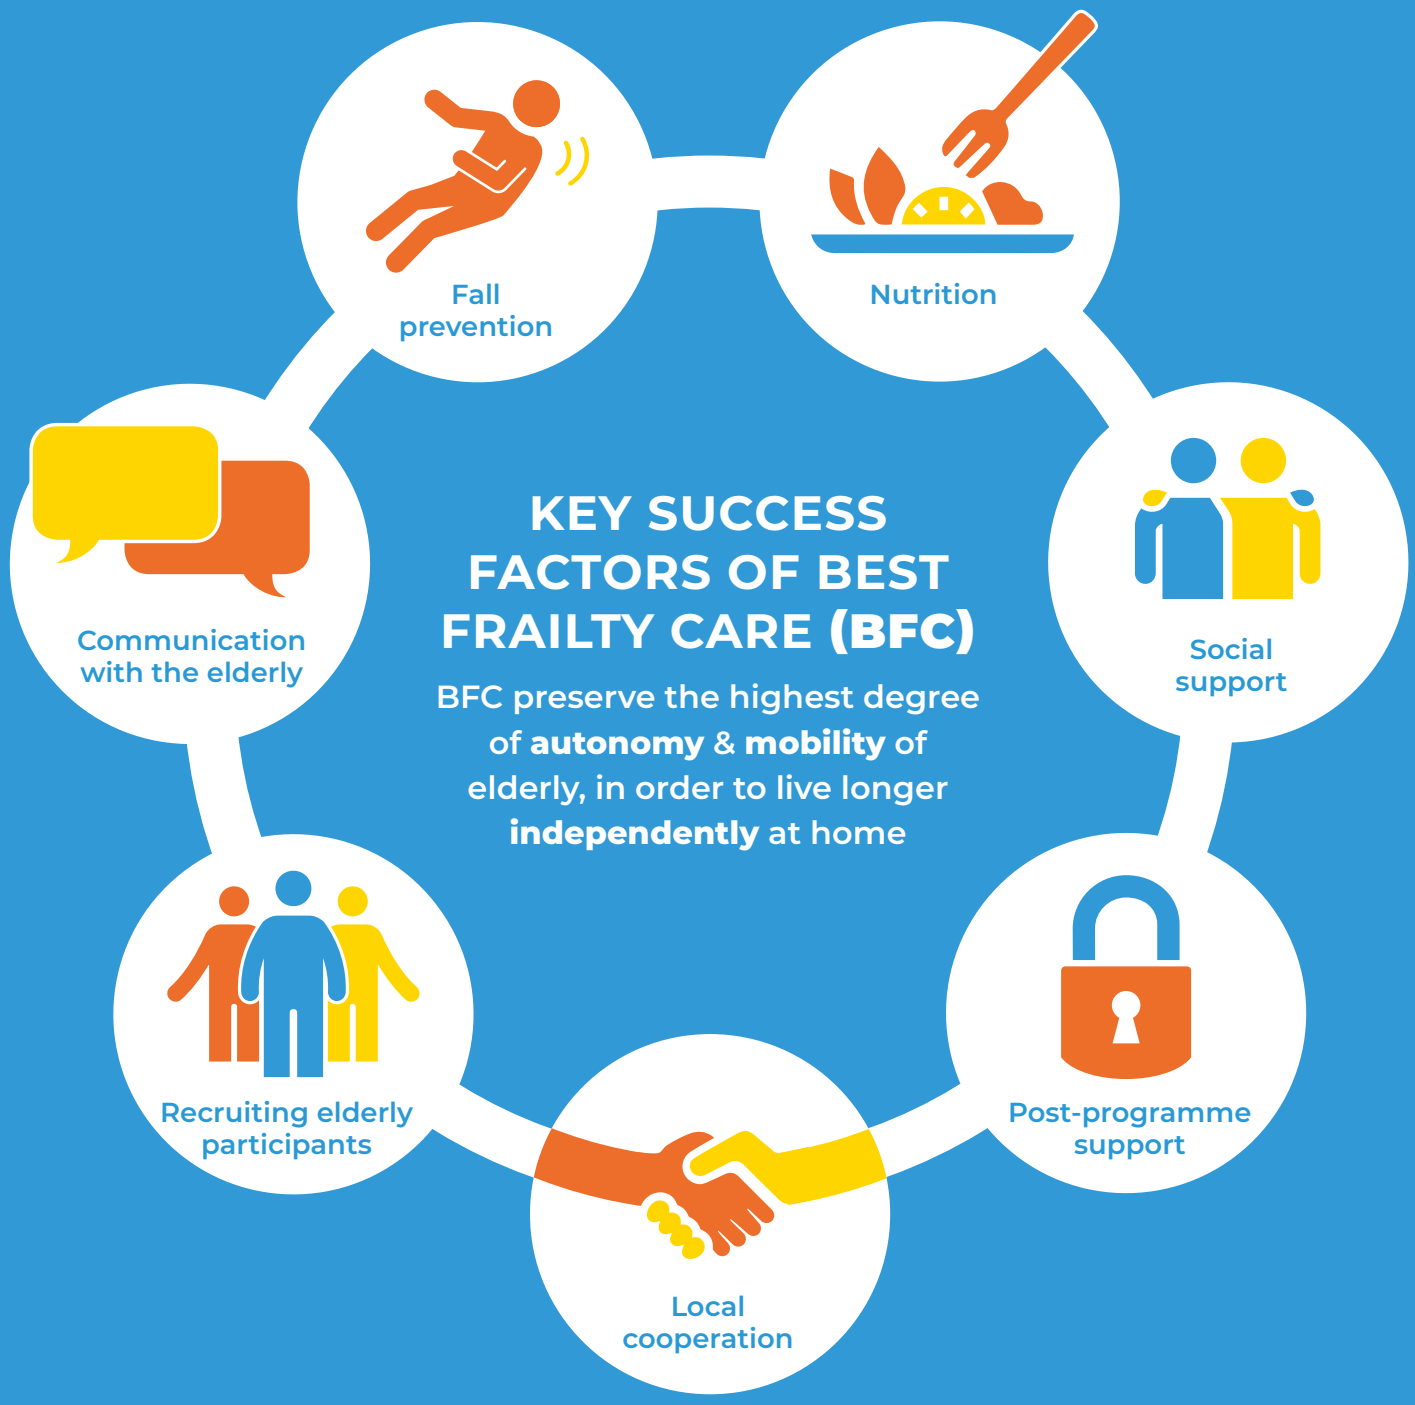 Fall
prevention
Nutrition
Communication
with the elderly
KEY SUCCESS
FACTORS OF BEST
FRAILTY CARE (BFC)
BFC preserve the highest degree
of autonomy & mobility of
elderly, in order to live longer
independently at home
Social
support
Recruiting elderly
participants
Post-programme
support
Local
cooperation